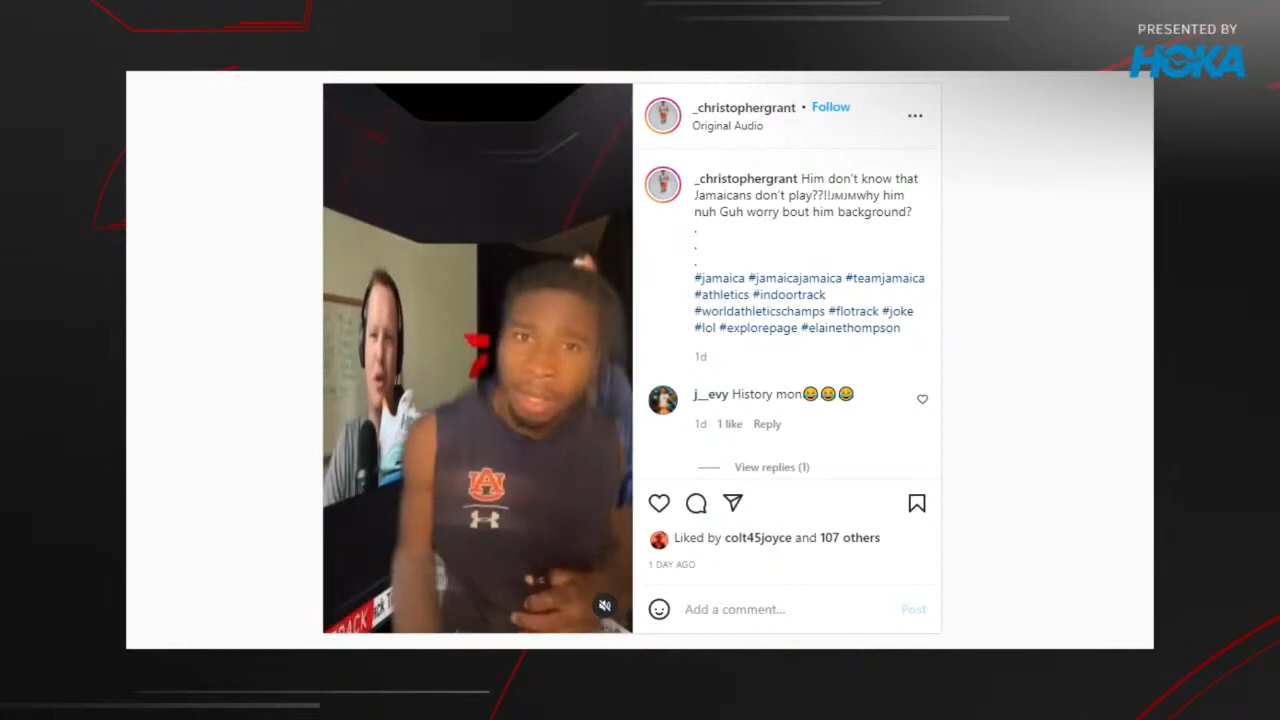 PRESENTED BY
HOKA
_christophergrant • Follow
Original Audio
_christophergrant Him don't know that
Jamaicans don't play??!!ᴊᴍᴊᴍwhy him
nuh Guh worry bout him background?
.
.
.
#jamaica #jamaicajamaica #teamjamaica
#athletics #indoortrack
#worldathleticschamps #flotrack #joke
#lol #explorepage #elainethompson
1d
j__evy History mon😂😂😂
1d 1 like Reply
View replies (1)
Liked by colt45joyce and 107 others
1 DAY AGO
Add a comment... Post